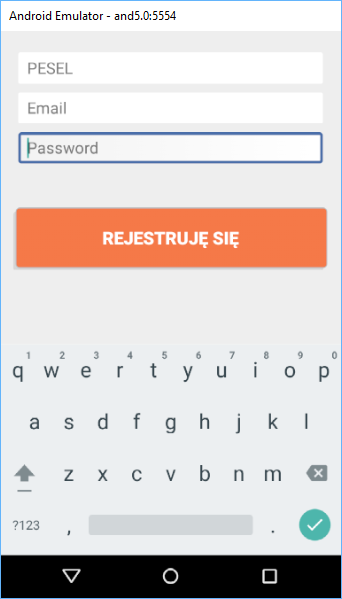 Android Emulator - and5.0:5554
PESEL
Email
Password
REJESTRUJĘ SIĘ
1 2 3 4 5 6 7 8 9 0
q w e r t y u i o p
a s d f g h j k l
z x c v b n m
?123 , .